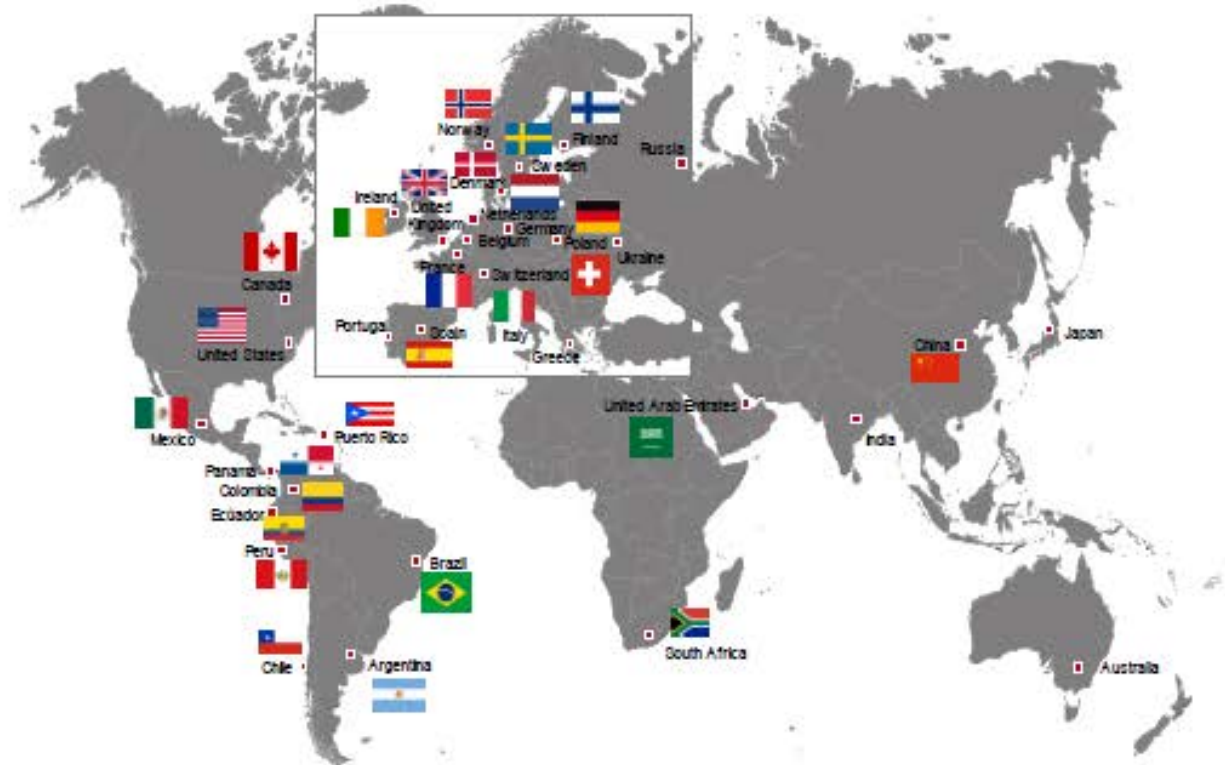 Norway
Finland
Russia
Sweden
Denmark
Ireland
United
Kingdom
Netherlands
Germany
Belgium
Poland
Ukraine
France
Switzerland
Canada
Portuga
Spain
Italy
Greece
United States
China
Japan
United Arab Emirates
India
Mexico
Puerto Rico
Panama
Colombia
Ecuador
Peru
Brazil
South Africa
Chile
Argentina
Australia